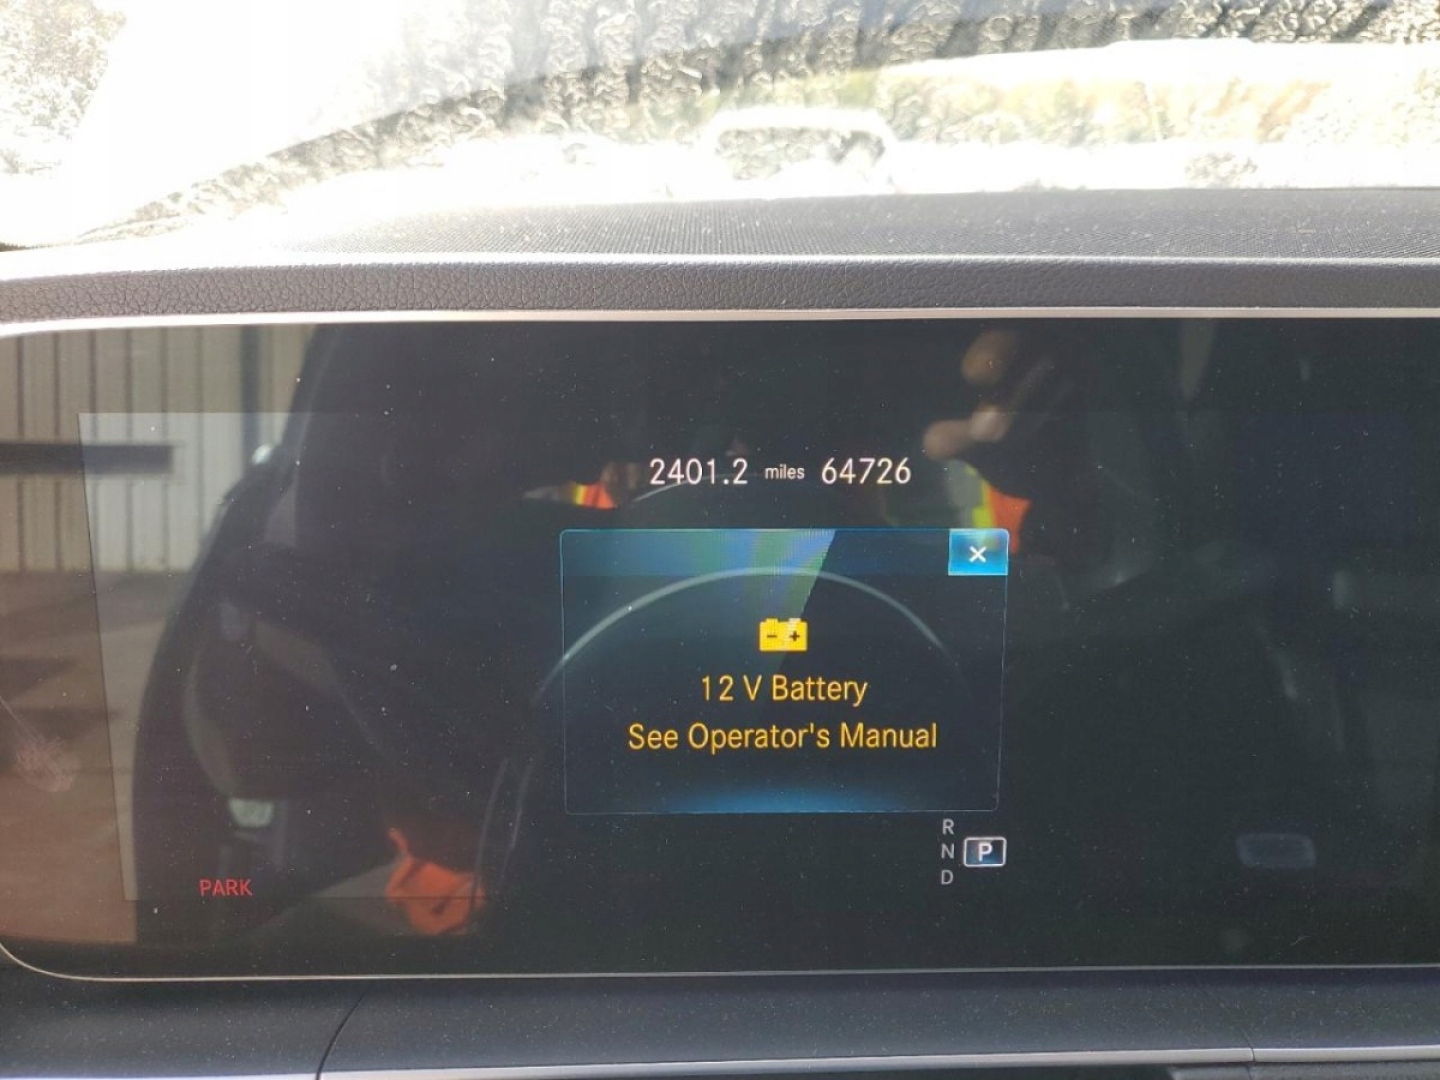 2401.2 miles 64726
12 V Battery
See Operator's Manual
R
N P
D
PARK